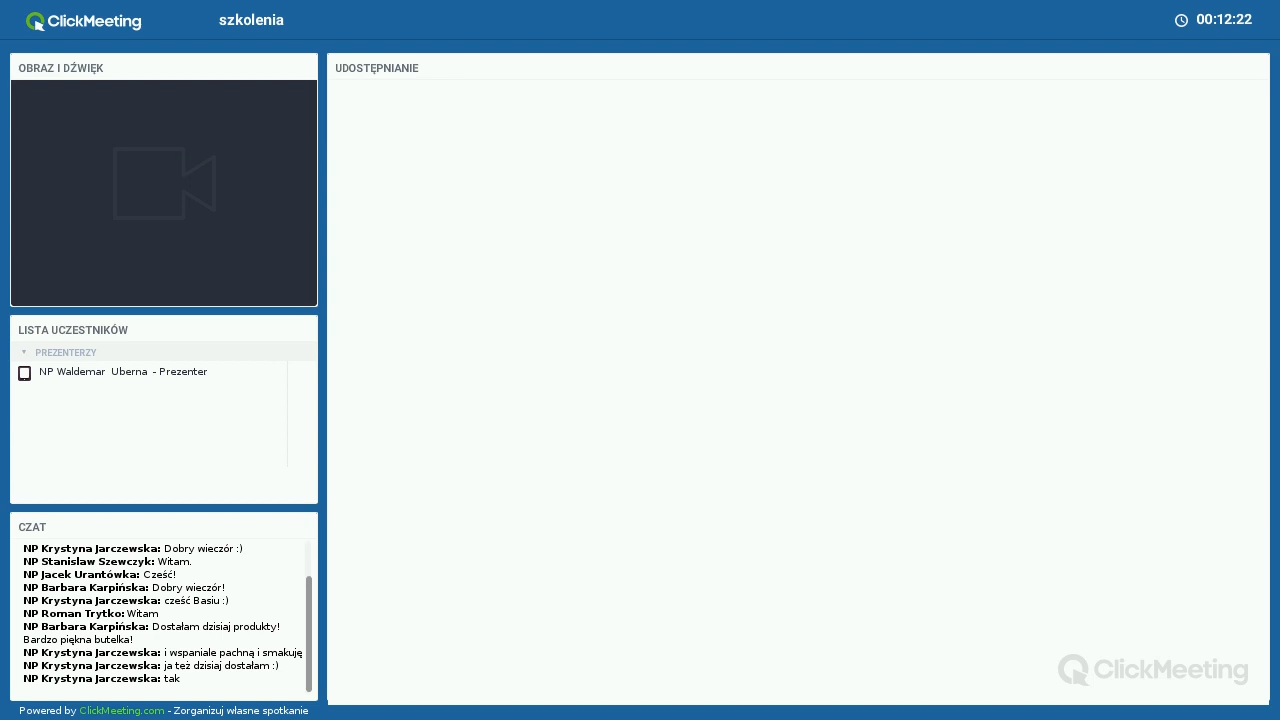 ClickMeeting
szkolenia
00:12:22
OBRAZ I DŹWIĘK
UDOSTĘPNIANIE
LISTA UCZESTNIKÓW
PREZENTERZY
NP Waldemar Uberna - Prezenter
CZAT
NP Krystyna Jarczewska: Dobry wieczór :)
NP Stanislaw Szewczyk: Witam.
NP Jacek Urantówka: Cześć!
NP Barbara Karpińska: Dobry wieczór!
NP Krystyna Jarczewska: cześć Basiu :)
NP Roman Trytko: Witam
NP Barbara Karpińska: Dostałam dzisiaj produkty!
Bardzo piękna butelka!
NP Krystyna Jarczewska: i wspaniale pachną i smakuję
NP Krystyna Jarczewska: ja też dzisiaj dostałam :)
NP Krystyna Jarczewska: tak
ClickMeeting
Powered by ClickMeeting.com - Zorganizuj własne spotkanie